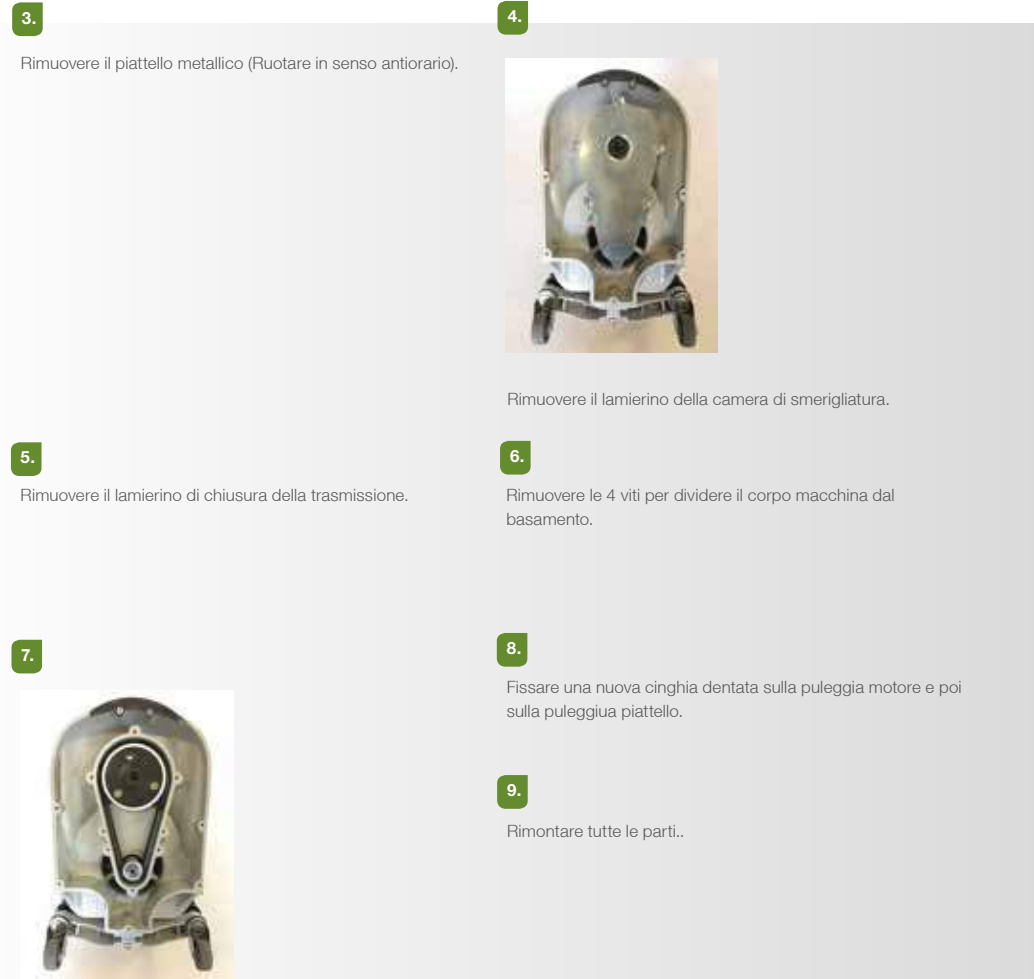 3.
Rimuovere il piattello metallico (Ruotare in senso antiorario).
4.
Rimuovere il lamierino della camera di smerigliatura.
5.
Rimuovere il lamierino di chiusura della trasmissione.
6.
Rimuovere le 4 viti per dividere il corpo macchina dal
basamento.
7.
8.
Fissare una nuova cinghia dentata sulla puleggia motore e poi
sulla puleggiua piattello.
9.
Rimontare tutte le parti..